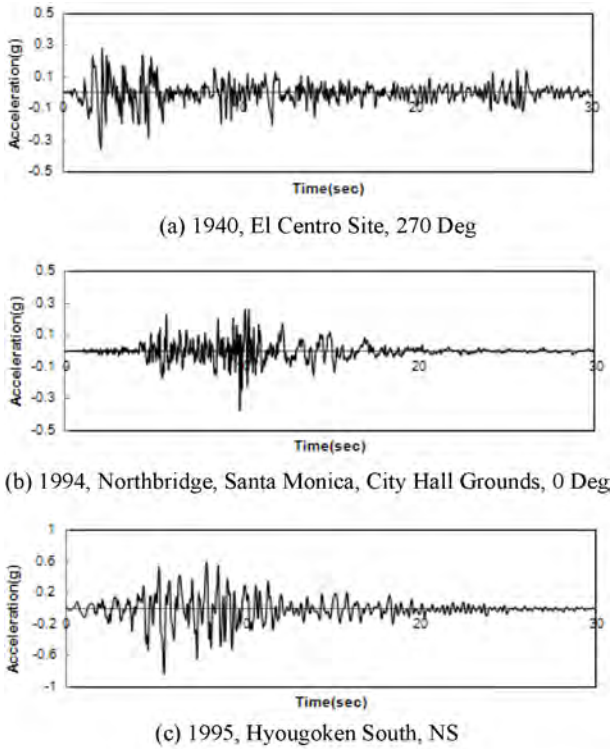 0.5
0.3
0.1
-0.1
-0.3
-0.5
Acceleration(g)
0 10 20 30
Time(sec)
(a) 1940, El Centro Site, 270 Deg
0.5
0.3
0.1
-0.1
-0.3
-0.5
Acceleration(g)
0 20 30
Time(sec)
(b) 1994, Northbridge, Santa Monica, City Hall Grounds, 0 Deg
1
0.6
0.2
-0.2
-0.6
-1
Acceleration(g)
0 20 30
Time(sec)
(c) 1995, Hyougoken South, NS